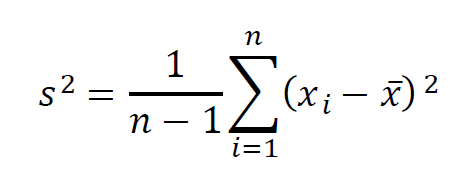 s² = 1/(n − 1) ∑_{i=1}^{n} (x_i − x̄)²